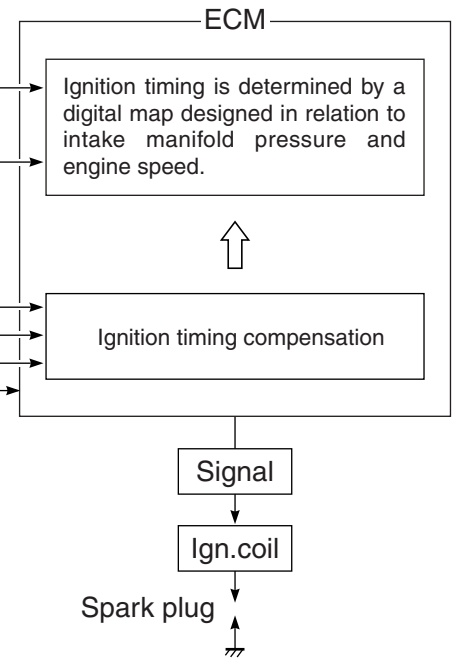 ECM
Ignition timing is determined by a
digital map designed in relation to
intake manifold pressure and
engine speed.
Ignition timing compensation
Signal
Ign.coil
Spark plug